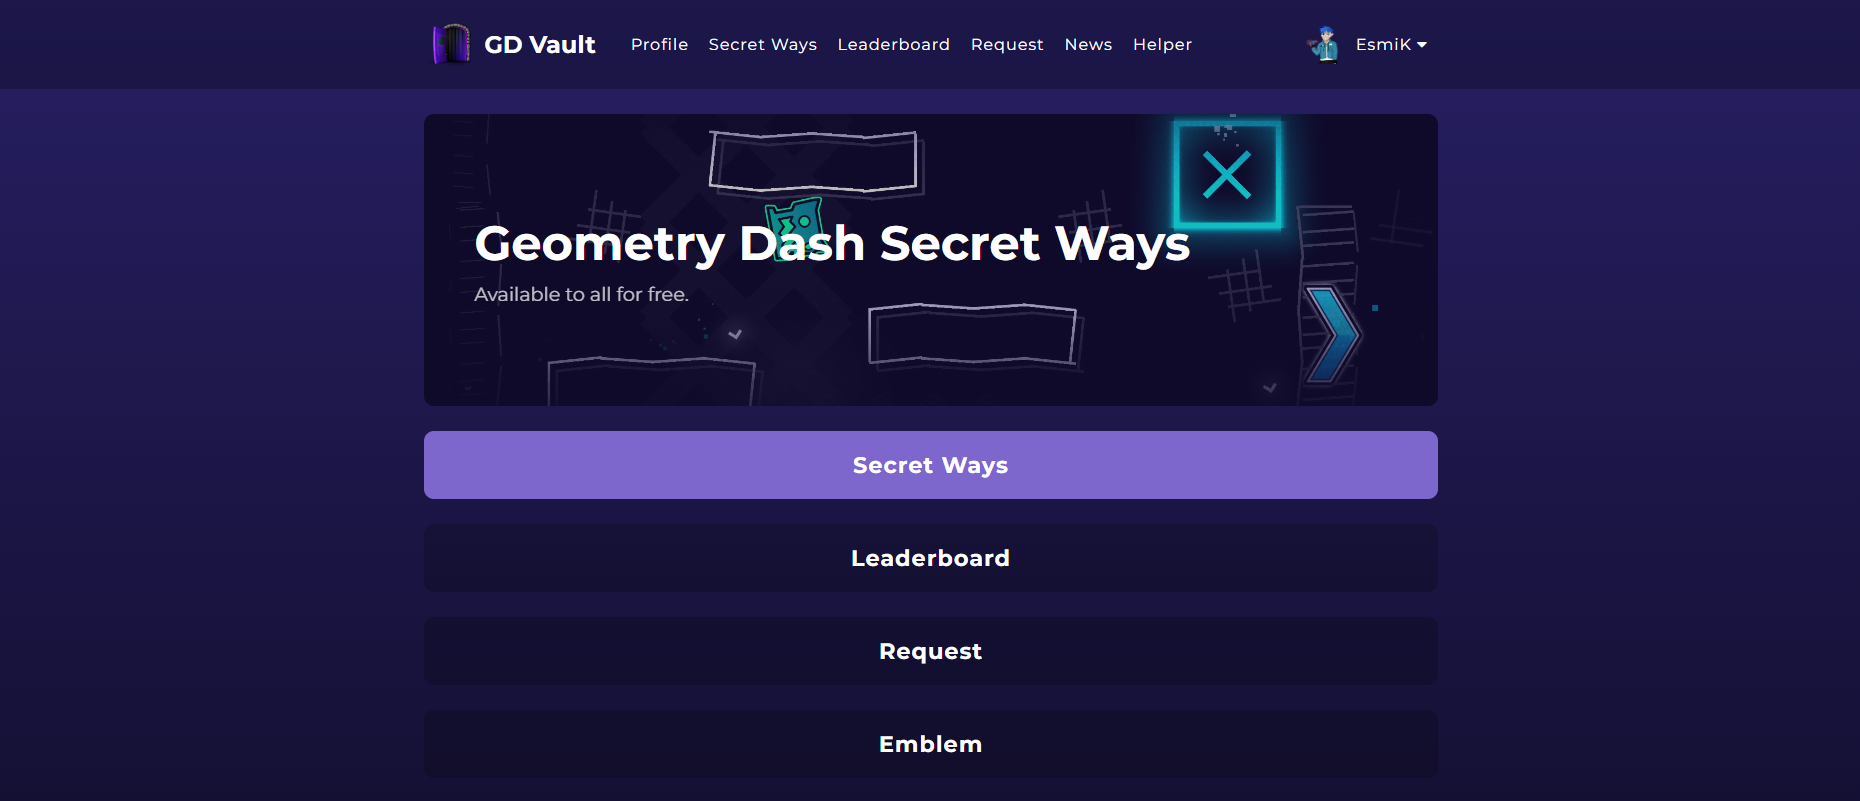 GD Vault
Profile Secret Ways Leaderboard Request News Helper
EsmiK
Geometry Dash Secret Ways
Available to all for free.
Secret Ways
Leaderboard
Request
Emblem